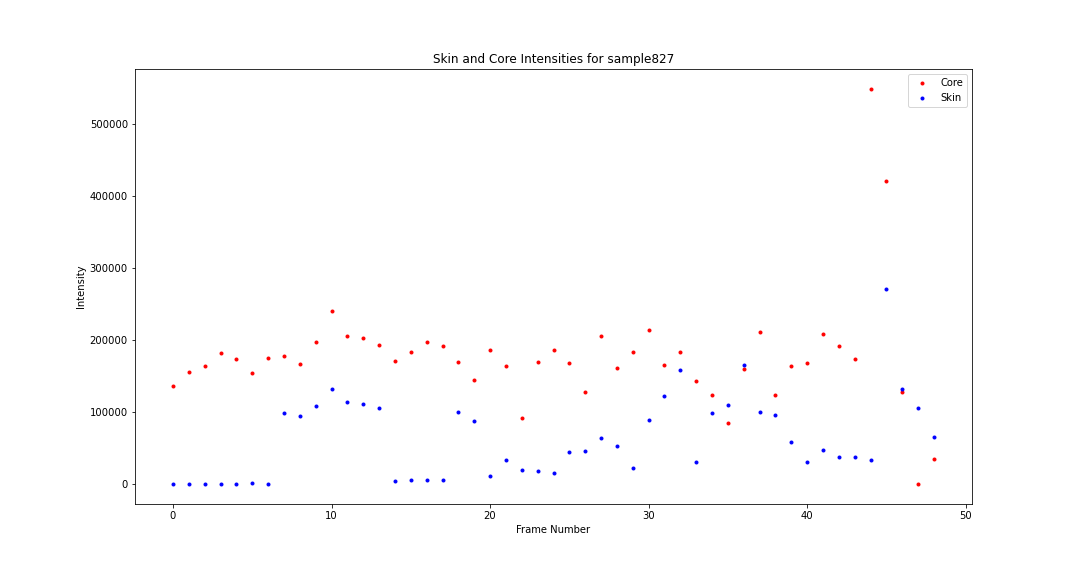 Skin and Core Intensities for sample827
Core
Skin
Intensity
500000
400000
300000
200000
100000
0
0 10 20 30 40 50
Frame Number